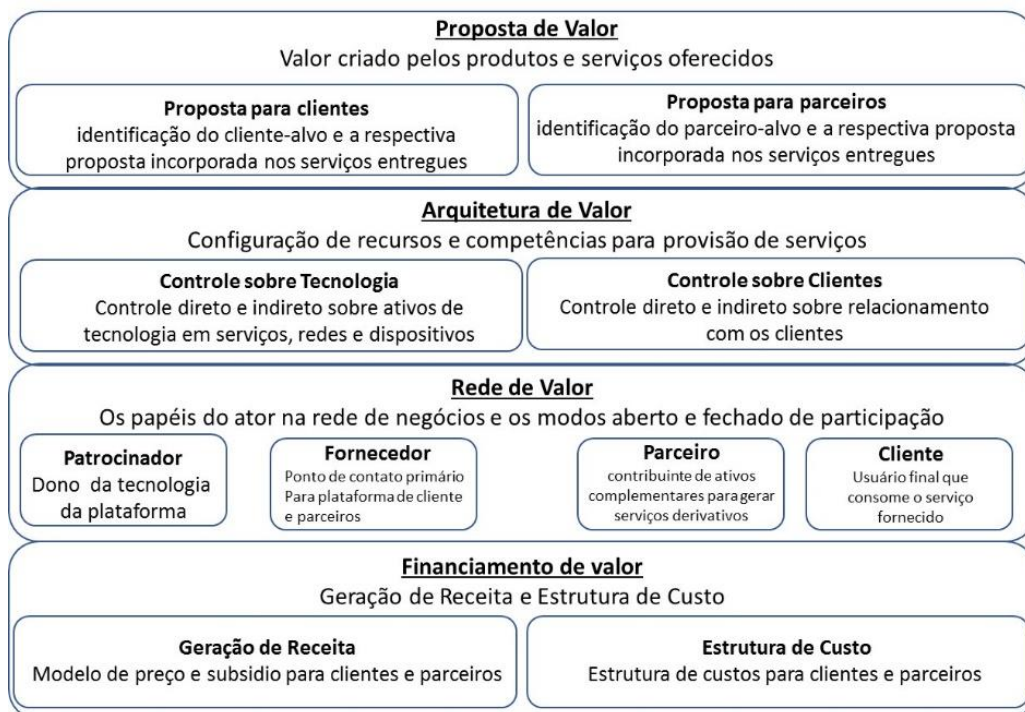 Proposta de Valor
Valor criado pelos produtos e serviços oferecidos
Proposta para clientes
identificação do cliente-alvo e a respectiva
proposta incorporada nos serviços entregues
Proposta para parceiros
identificação do parceiro-alvo e a respectiva proposta
incorporada nos serviços entregues
Arquitetura de Valor
Configuração de recursos e competências para provisão de serviços
Controle sobre Tecnologia
Controle direto e indireto sobre ativos de
tecnologia em serviços, redes e dispositivos
Controle sobre Clientes
Controle direto e indireto sobre relacionamento
com os clientes
Rede de Valor
Os papéis do ator na rede de negócios e os modos aberto e fechado de participação
Patrocinador
Dono da tecnologia
da plataforma
Fornecedor
Ponto de contato primário
Para plataforma de cliente
e parceiros
Parceiro
contribuinte de ativos
complementares para gerar
serviços derivativos
Cliente
Usuário final que
consome o serviço
fornecido
Financiamento de valor
Geração de Receita e Estrutura de Custo
Geração de Receita
Modelo de preço e subsidio para clientes e parceiros
Estrutura de Custo
Estrutura de custos para clientes e parceiros